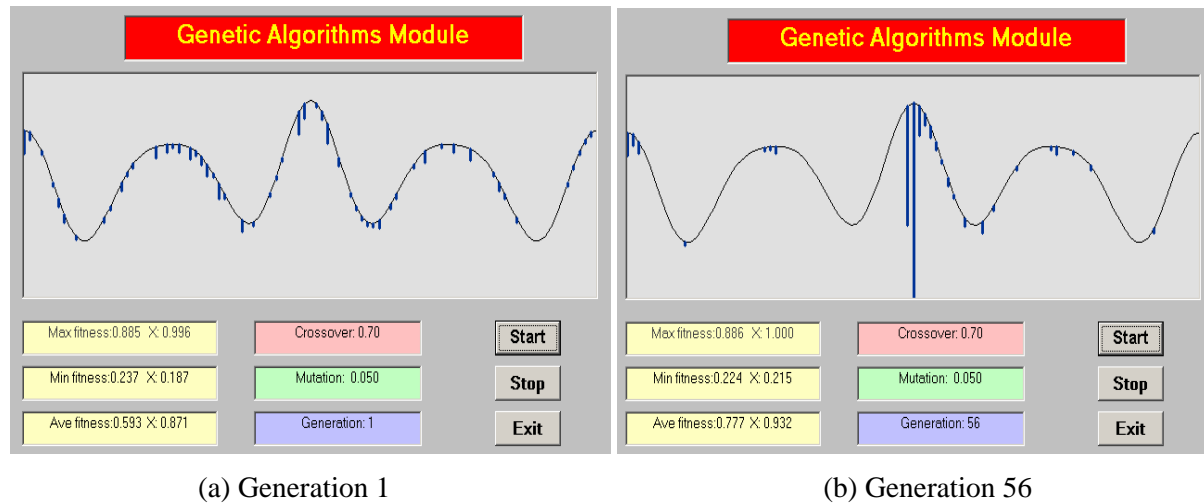 Genetic Algorithms Module
Max fitness:0.885 X: 0.996
Crossover: 0.70
Start
Min fitness:0.237 X: 0.187
Mutation: 0.050
Stop
Ave fitness:0.593 X: 0.871
Generation: 1
Exit
(a) Generation 1
Genetic Algorithms Module
Max fitness:0.886 X: 1.000
Crossover: 0.70
Start
Min fitness:0.224 X: 0.215
Mutation: 0.050
Stop
Ave fitness:0.777 X: 0.932
Generation: 56
Exit
(b) Generation 56